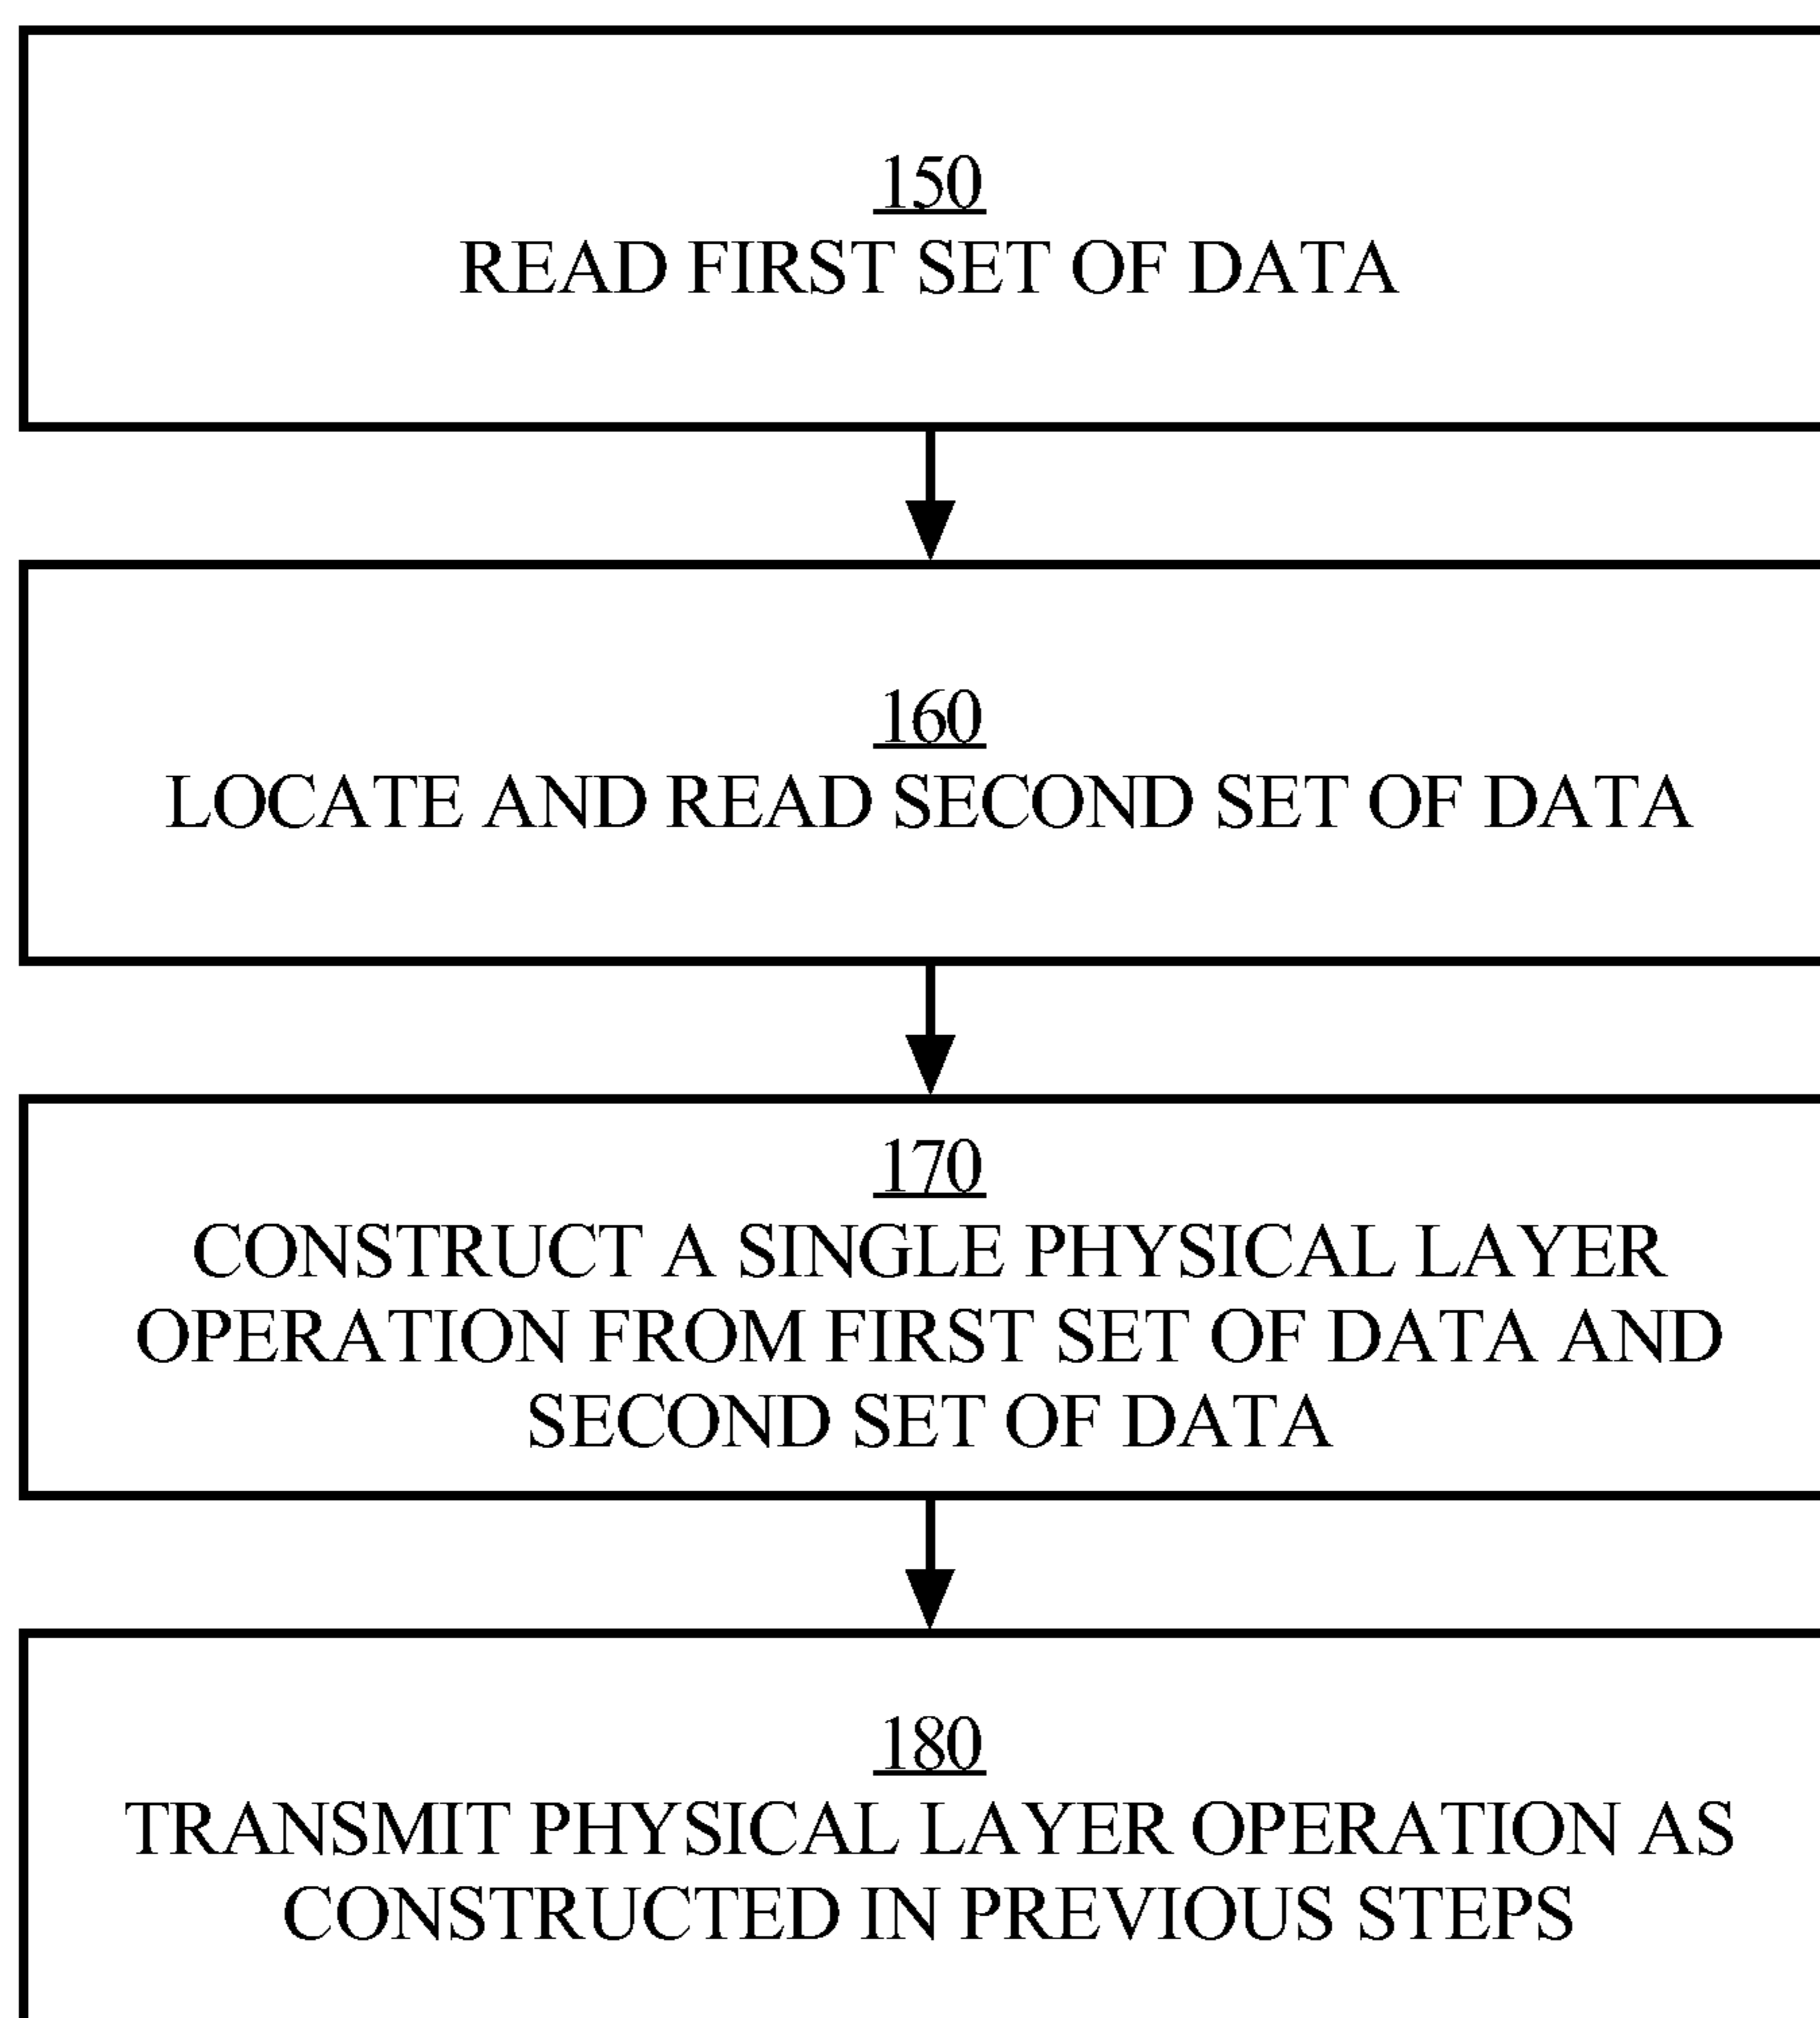 150
READ FIRST SET OF DATA
160
LOCATE AND READ SECOND SET OF DATA
170
CONSTRUCT A SINGLE PHYSICAL LAYER
OPERATION FROM FIRST SET OF DATA AND
SECOND SET OF DATA
180
TRANSMIT PHYSICAL LAYER OPERATION AS
CONSTRUCTED IN PREVIOUS STEPS